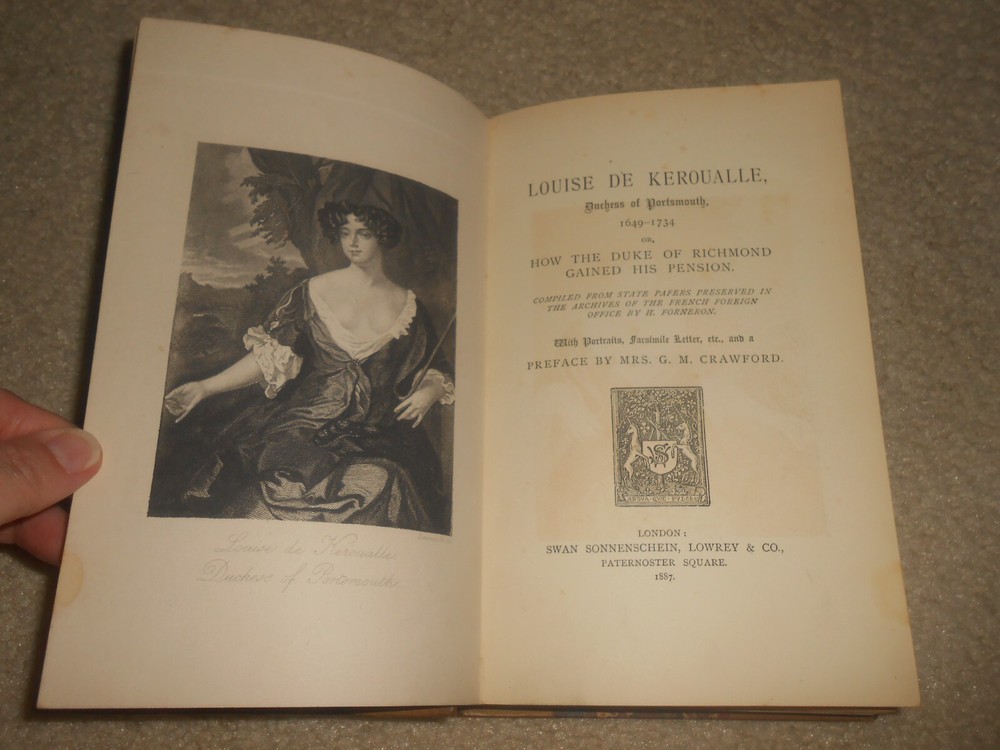 Louise de Kéroualle
Duchess of Portsmouth
LOUISE DE KEROUALLE,
Duchess of Portsmouth,
1649-1734
OR,
HOW THE DUKE OF RICHMOND
GAINED HIS PENSION.
COMPILED FROM STATE PAPERS PRESERVED IN
THE ARCHIVES OF THE FRENCH FOREIGN
OFFICE BY H. FORNERON.
With Portraits, Facsimile Letter, etc., and a
PREFACE BY MRS. G. M. CRAWFORD.
LONDON:
SWAN SONNENSCHEIN, LOWREY & CO.,
PATERNOSTER SQUARE.
1887.